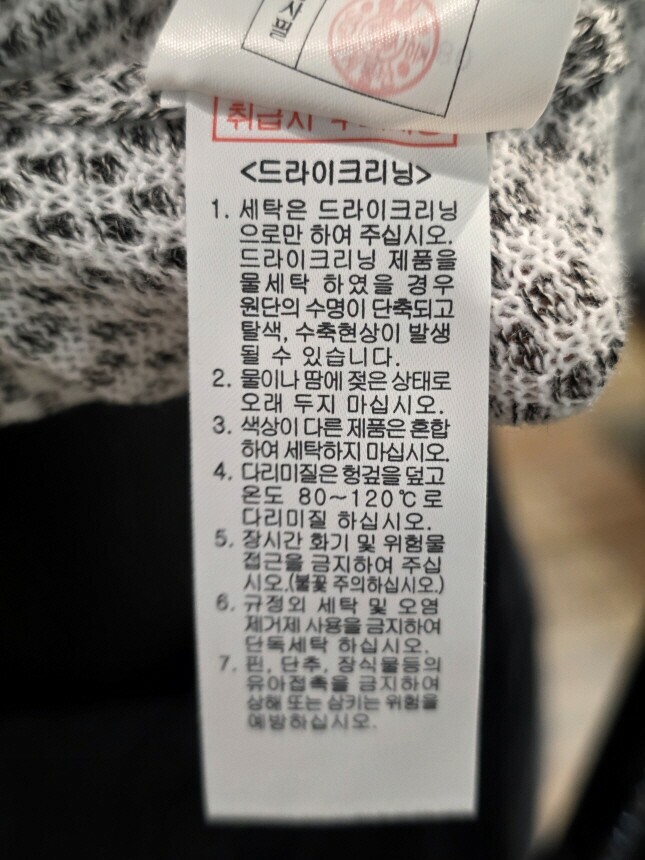 사필
취급시
<드라이크리닝>
1. 세탁은 드라이크리닝
으로만 하여 주십시오.
드라이크리닝 제품을
물세탁 하였을 경우
원단의 수명이 단축되고
탈색, 수축현상이 발생
될 수 있습니다.
2. 물이나 땀에 젖은 상태로
오래 두지 마십시오.
3. 색상이 다른 제품은 혼합
하여 세탁하지 마십시오.
4. 다리미질은 헝겊을 덮고
온도 80~120℃로
다리미질 하십시오.
5. 장시간 화기 및 위험물
접근을 금지하여 주십
시오.(불꽃 주의하십시오.)
6. 규정외 세탁 및 오염
제거제 사용을 금지하여
단독세탁 하십시오.
7. 핀, 단추, 장식물등의
유아접촉을 금지하여
상해 또는 삼키는 위험을
예방하십시오.